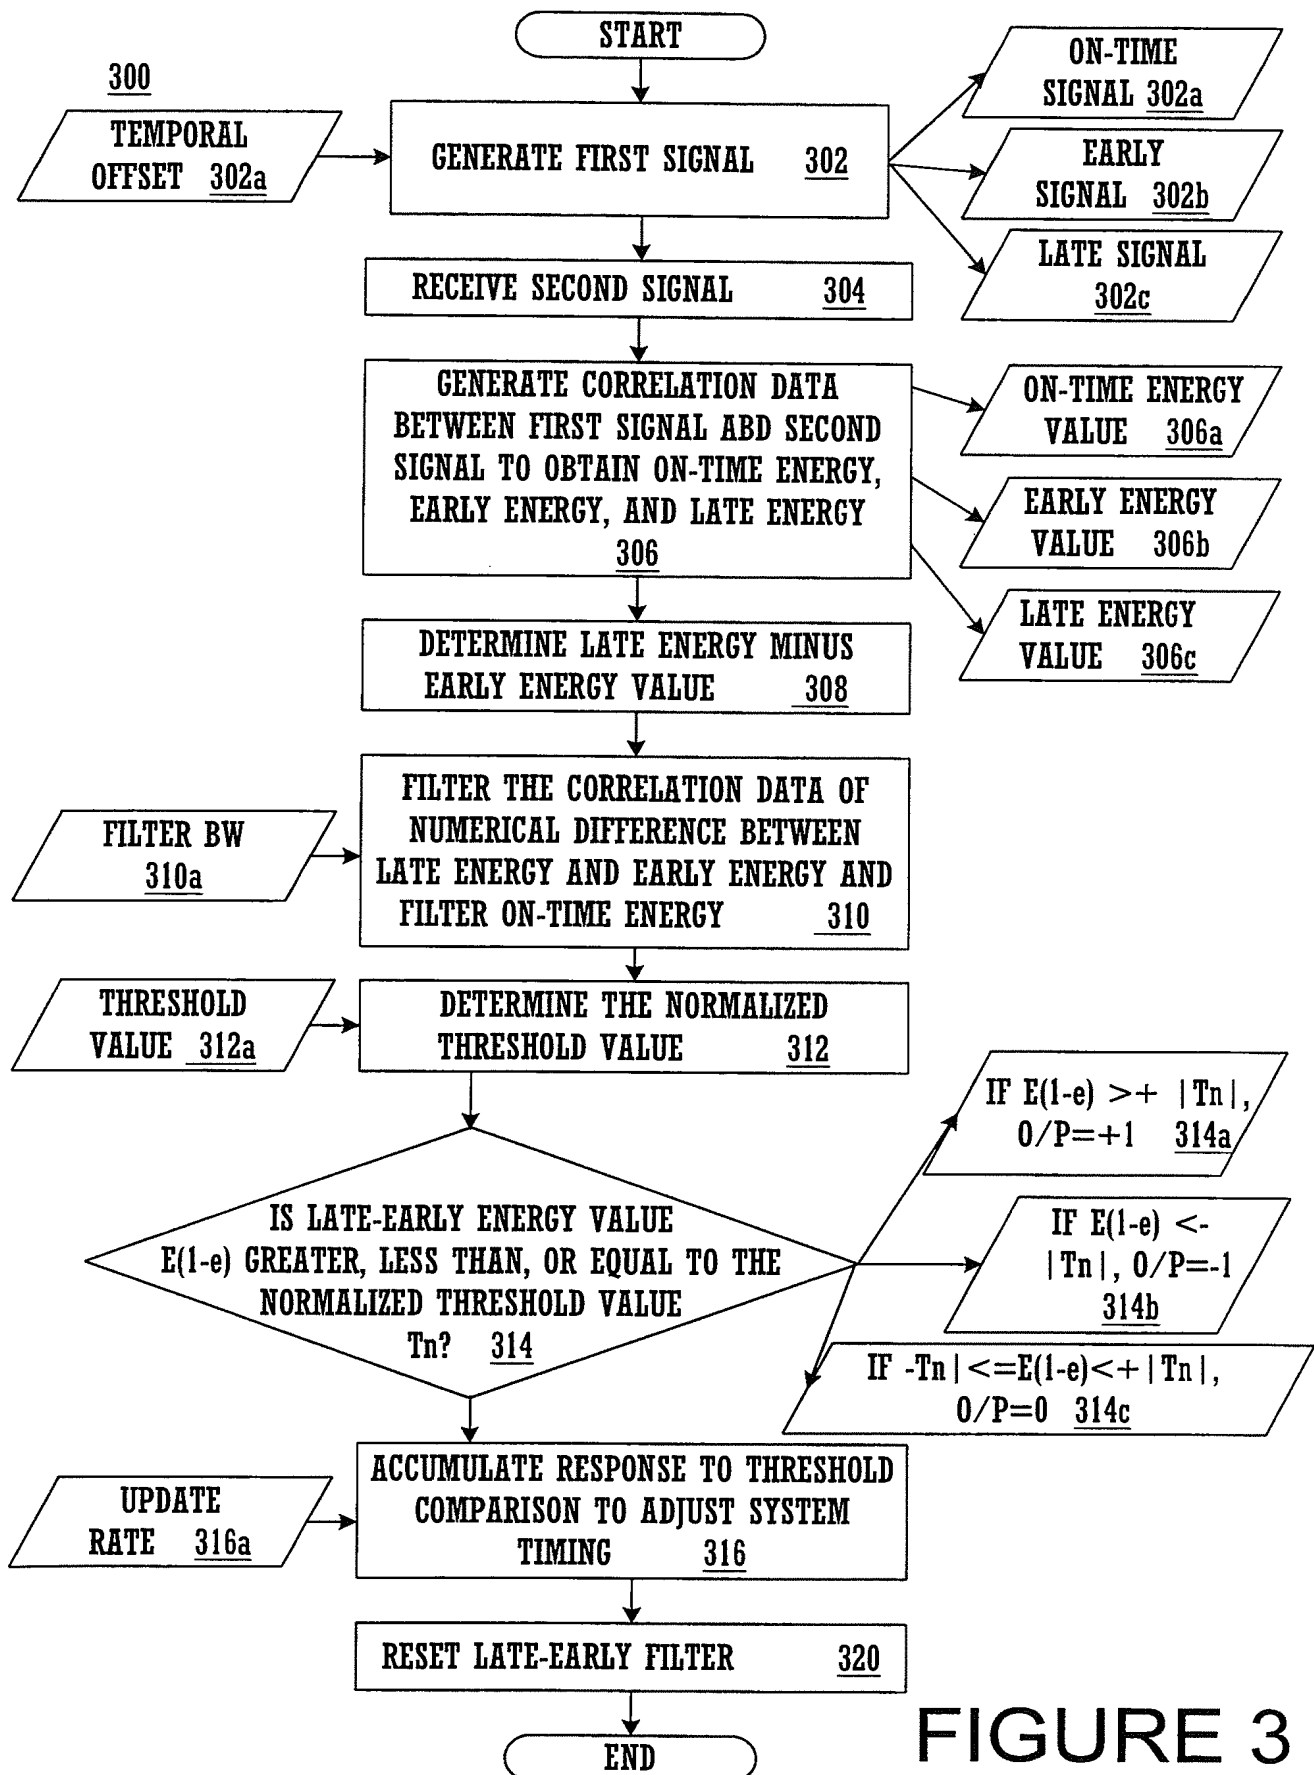 START
300
TEMPORAL
OFFSET 302a
GENERATE FIRST SIGNAL 302
ON-TIME
SIGNAL 302a
EARLY
SIGNAL 302b
LATE SIGNAL
302c
RECEIVE SECOND SIGNAL 304
GENERATE CORRELATION DATA
BETWEEN FIRST SIGNAL ABD SECOND
SIGNAL TO OBTAIN ON-TIME ENERGY,
EARLY ENERGY, AND LATE ENERGY
306
ON-TIME ENERGY
VALUE 306a
EARLY ENERGY
VALUE 306b
LATE ENERGY
VALUE 306c
DETERMINE LATE ENERGY MINUS
EARLY ENERGY VALUE 308
FILTER BW
310a
FILTER THE CORRELATION DATA OF
NUMERICAL DIFFERENCE BETWEEN
LATE ENERGY AND EARLY ENERGY AND
FILTER ON-TIME ENERGY 310
THRESHOLD
VALUE 312a
DETERMINE THE NORMALIZED
THRESHOLD VALUE 312
IS LATE-EARLY ENERGY VALUE
E(l-e) GREATER, LESS THAN, OR EQUAL TO THE
NORMALIZED THRESHOLD VALUE
Tn? 314
IF E(l-e) >+ |Tn|,
O/P=+1 314a
IF E(l-e) <-
|Tn|, O/P=-1
314b
IF -Tn| <=E(l-e)<+|Tn|,
O/P=0 314c
UPDATE
RATE 316a
ACCUMULATE RESPONSE TO THRESHOLD
COMPARISON TO ADJUST SYSTEM
TIMING 316
RESET LATE-EARLY FILTER 320
END
FIGURE 3